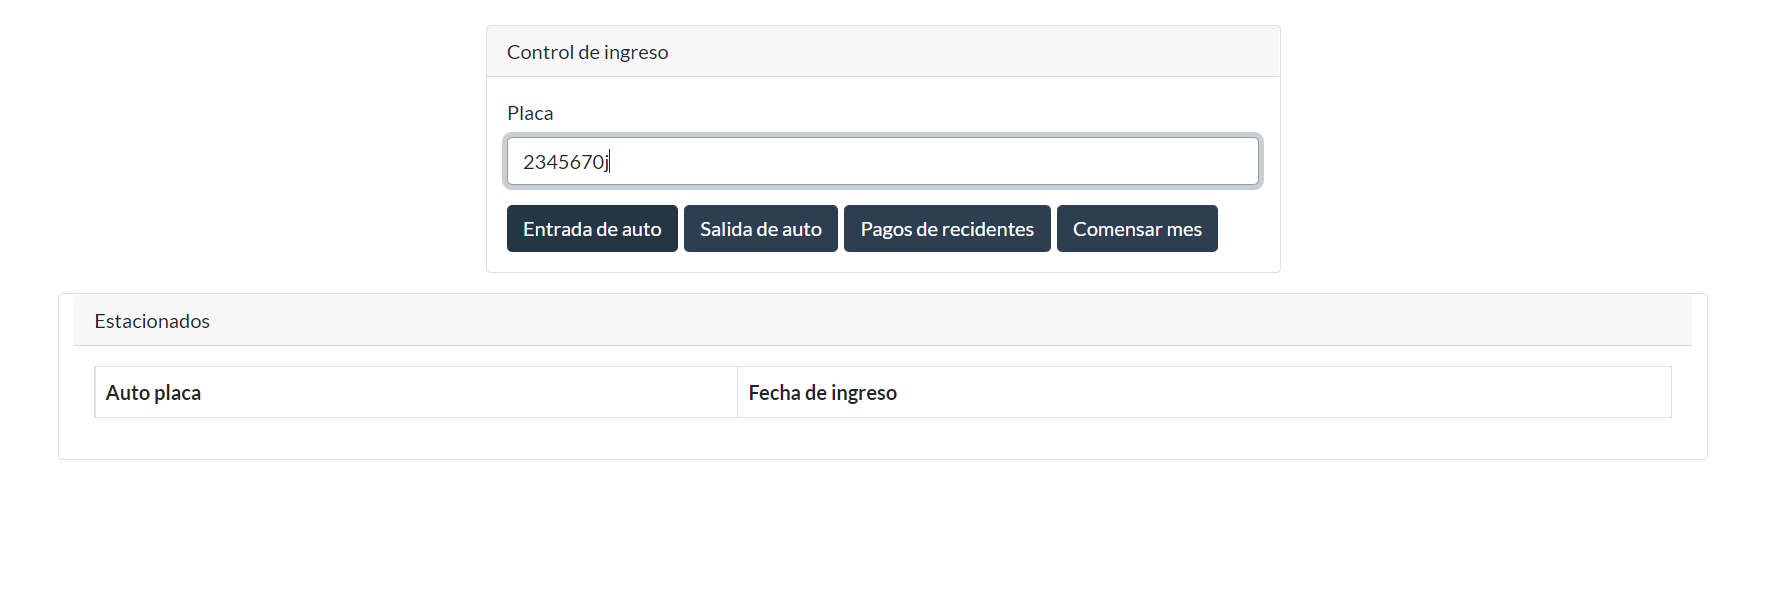 Control de ingreso
Placa
2345670j
Entrada de auto Salida de auto Pagos de recidentes Comensar mes
Estacionados
Auto placa Fecha de ingreso